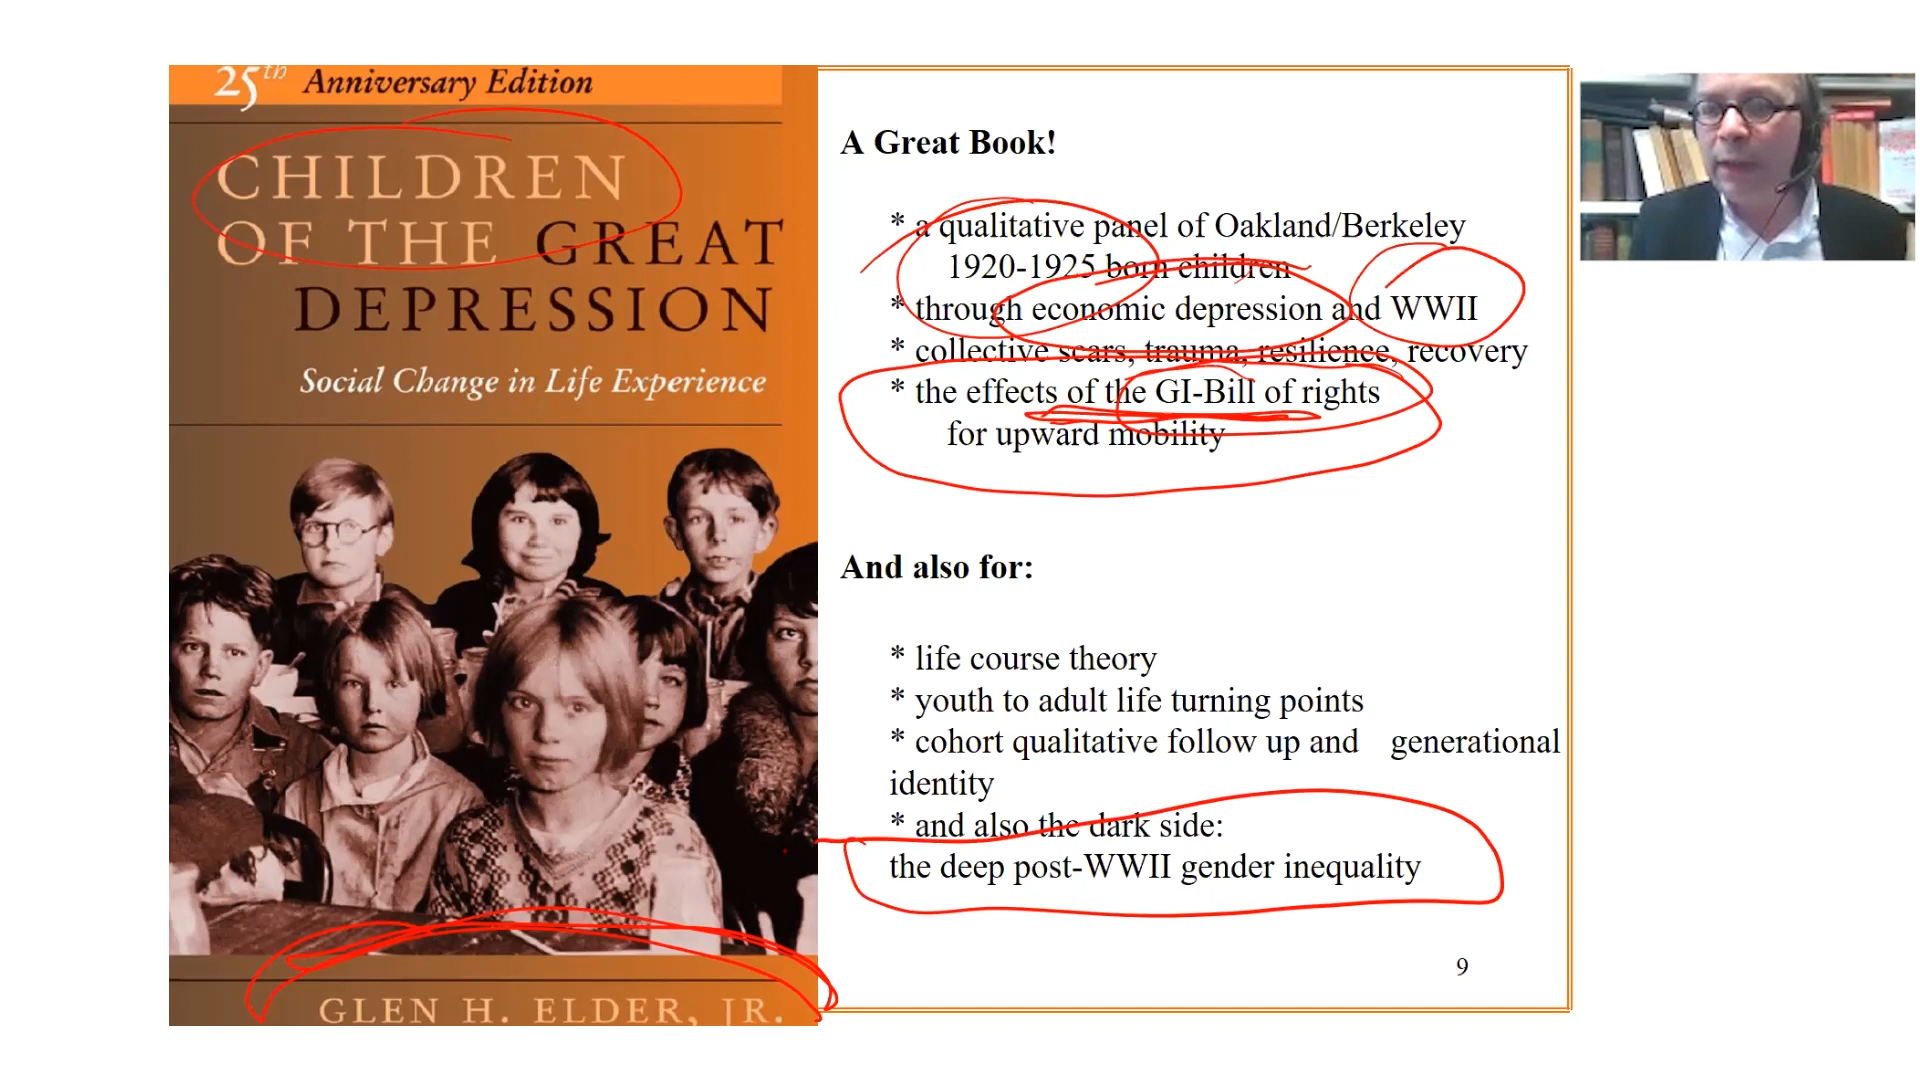 25th Anniversary Edition
CHILDREN
OF THE GREAT
DEPRESSION
Social Change in Life Experience
GLEN H. ELDER, JR.
A Great Book!
* a qualitative panel of Oakland/Berkeley
1920-1925 born children
* through economic depression and WWII
* collective scars, trauma, resilience, recovery
* the effects of the GI-Bill of rights
for upward mobility
And also for:
* life course theory
* youth to adult life turning points
* cohort qualitative follow up and generational
identity
* and also the dark side:
the deep post-WWII gender inequality
9